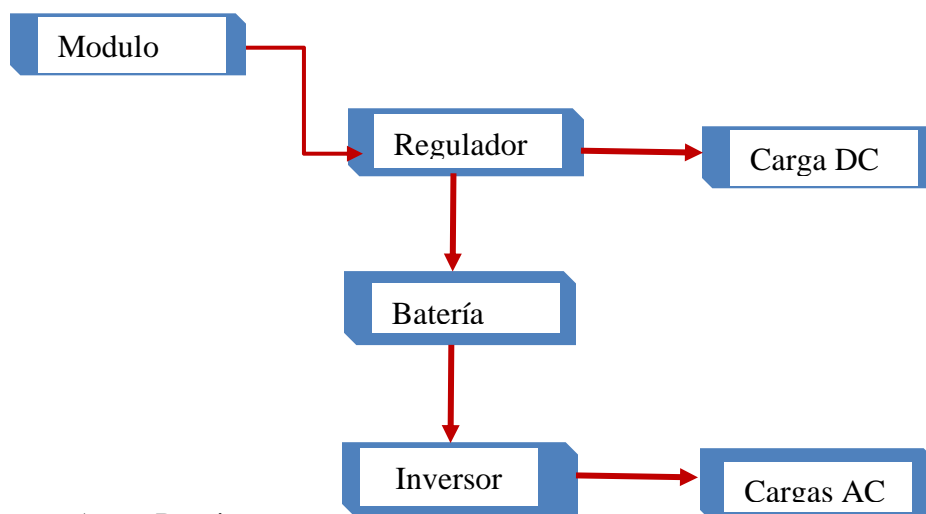 Modulo
Regulador
Carga DC
Batería
Inversor
Cargas AC